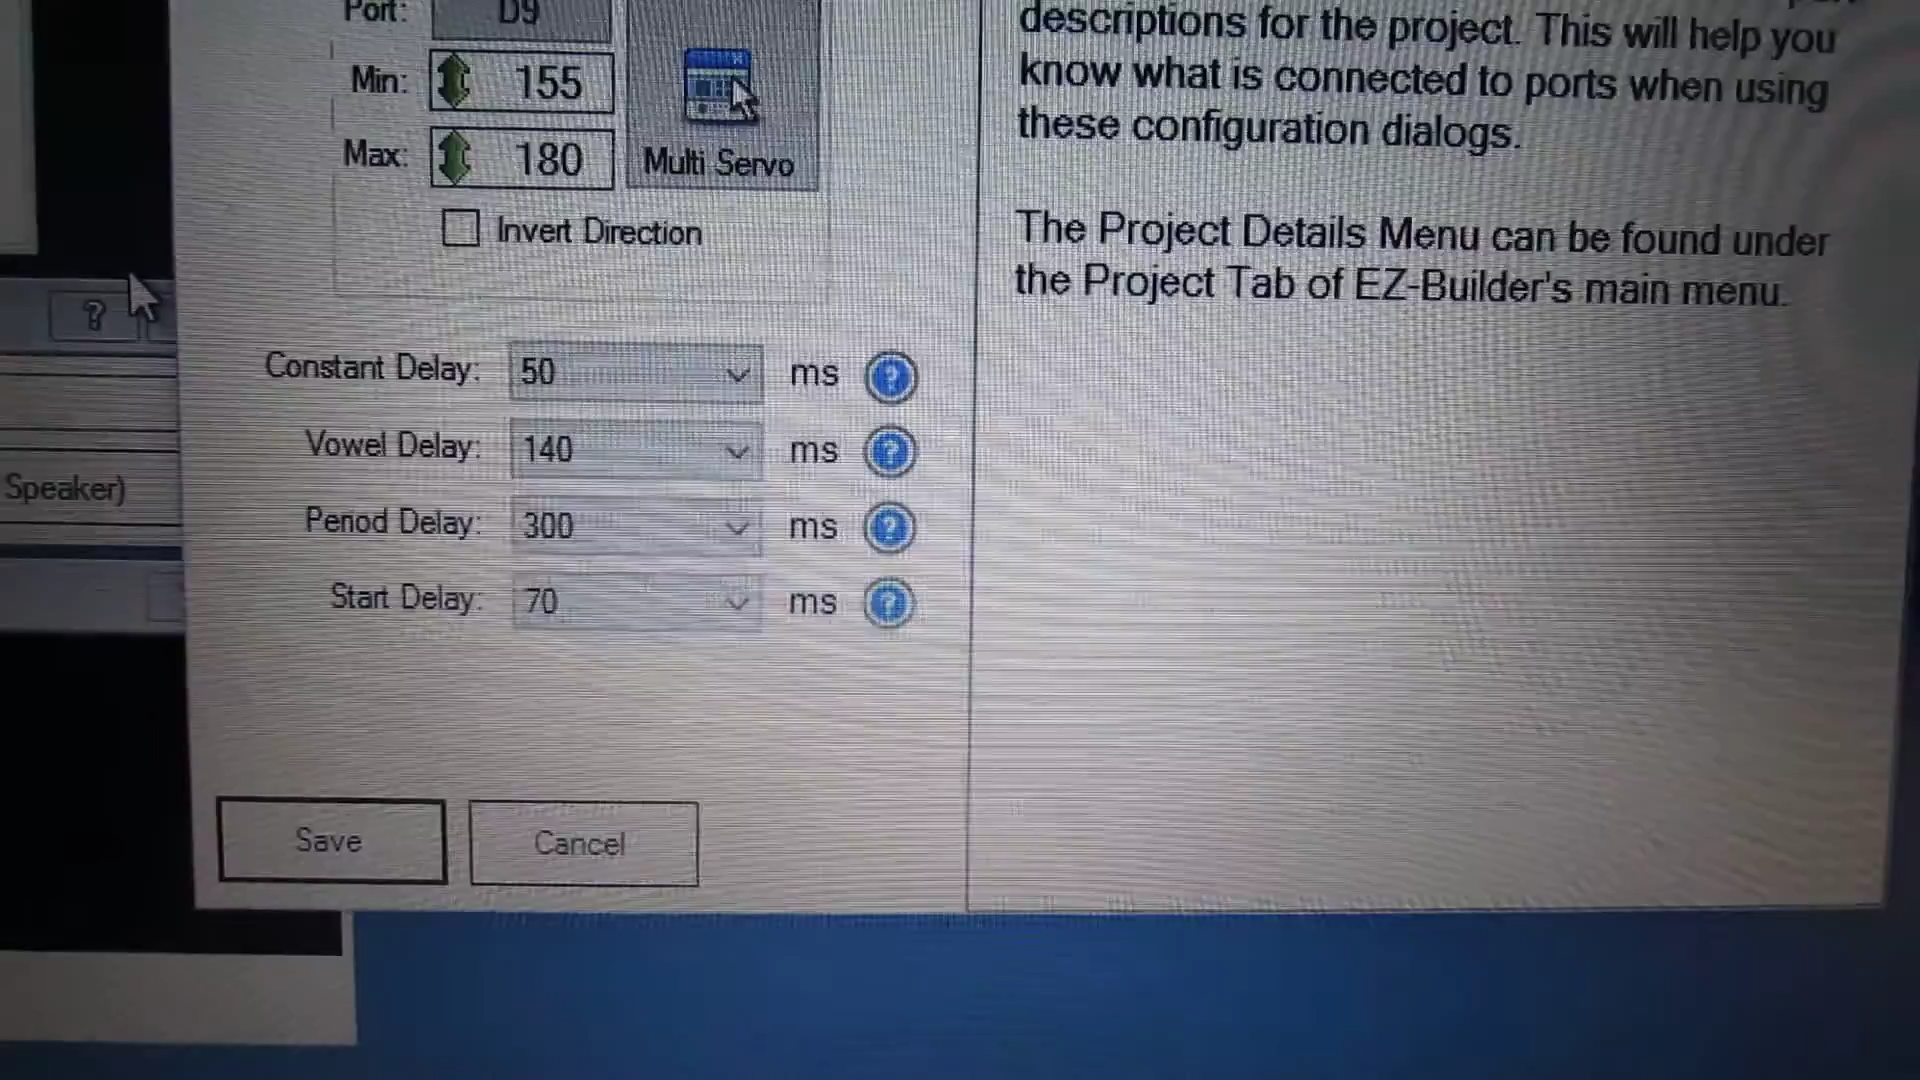 Port: D9
Min: 155
Max: 180
Multi Servo
Invert Direction
descriptions for the project. This will help you
know what is connected to ports when using
these configuration dialogs.
The Project Details Menu can be found under
the Project Tab of EZ-Builder's main menu.
?
Speaker)
Constant Delay: 50 ms ?
Vowel Delay: 140 ms ?
Period Delay: 300 ms ?
Start Delay: 70 ms ?
Save
Cancel